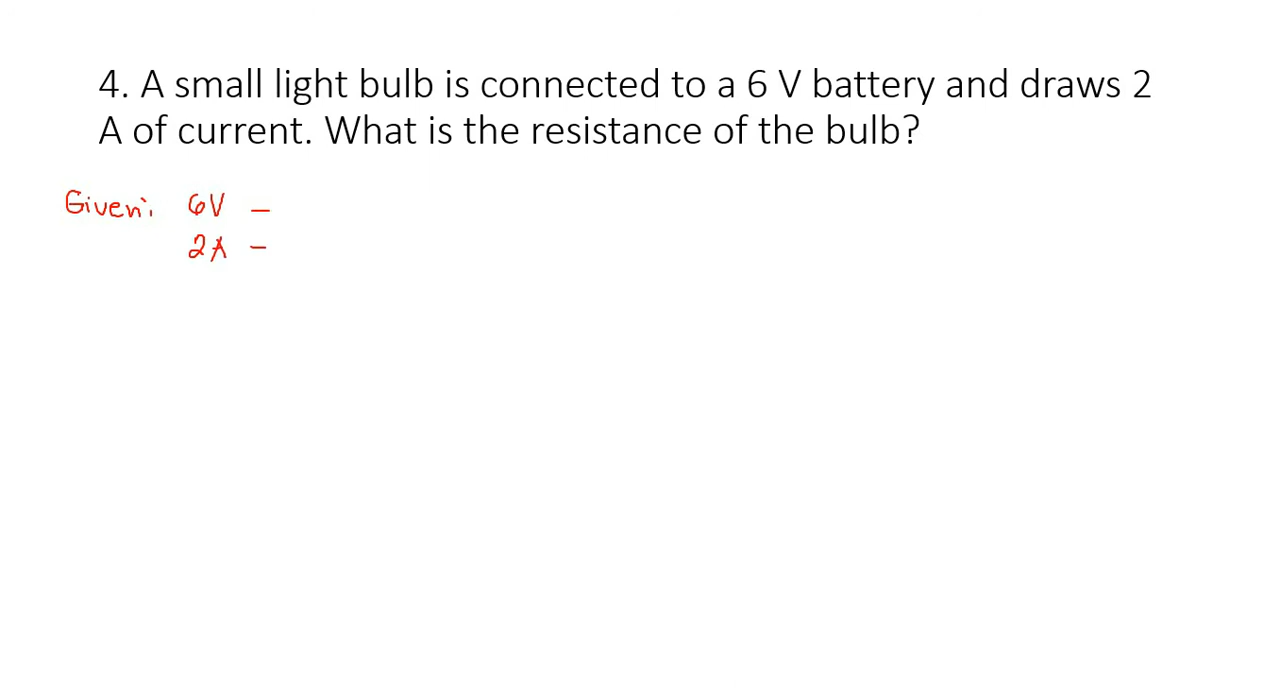 4. A small light bulb is connected to a 6 V battery and draws 2
A of current. What is the resistance of the bulb?
Given: 6V –
2A –